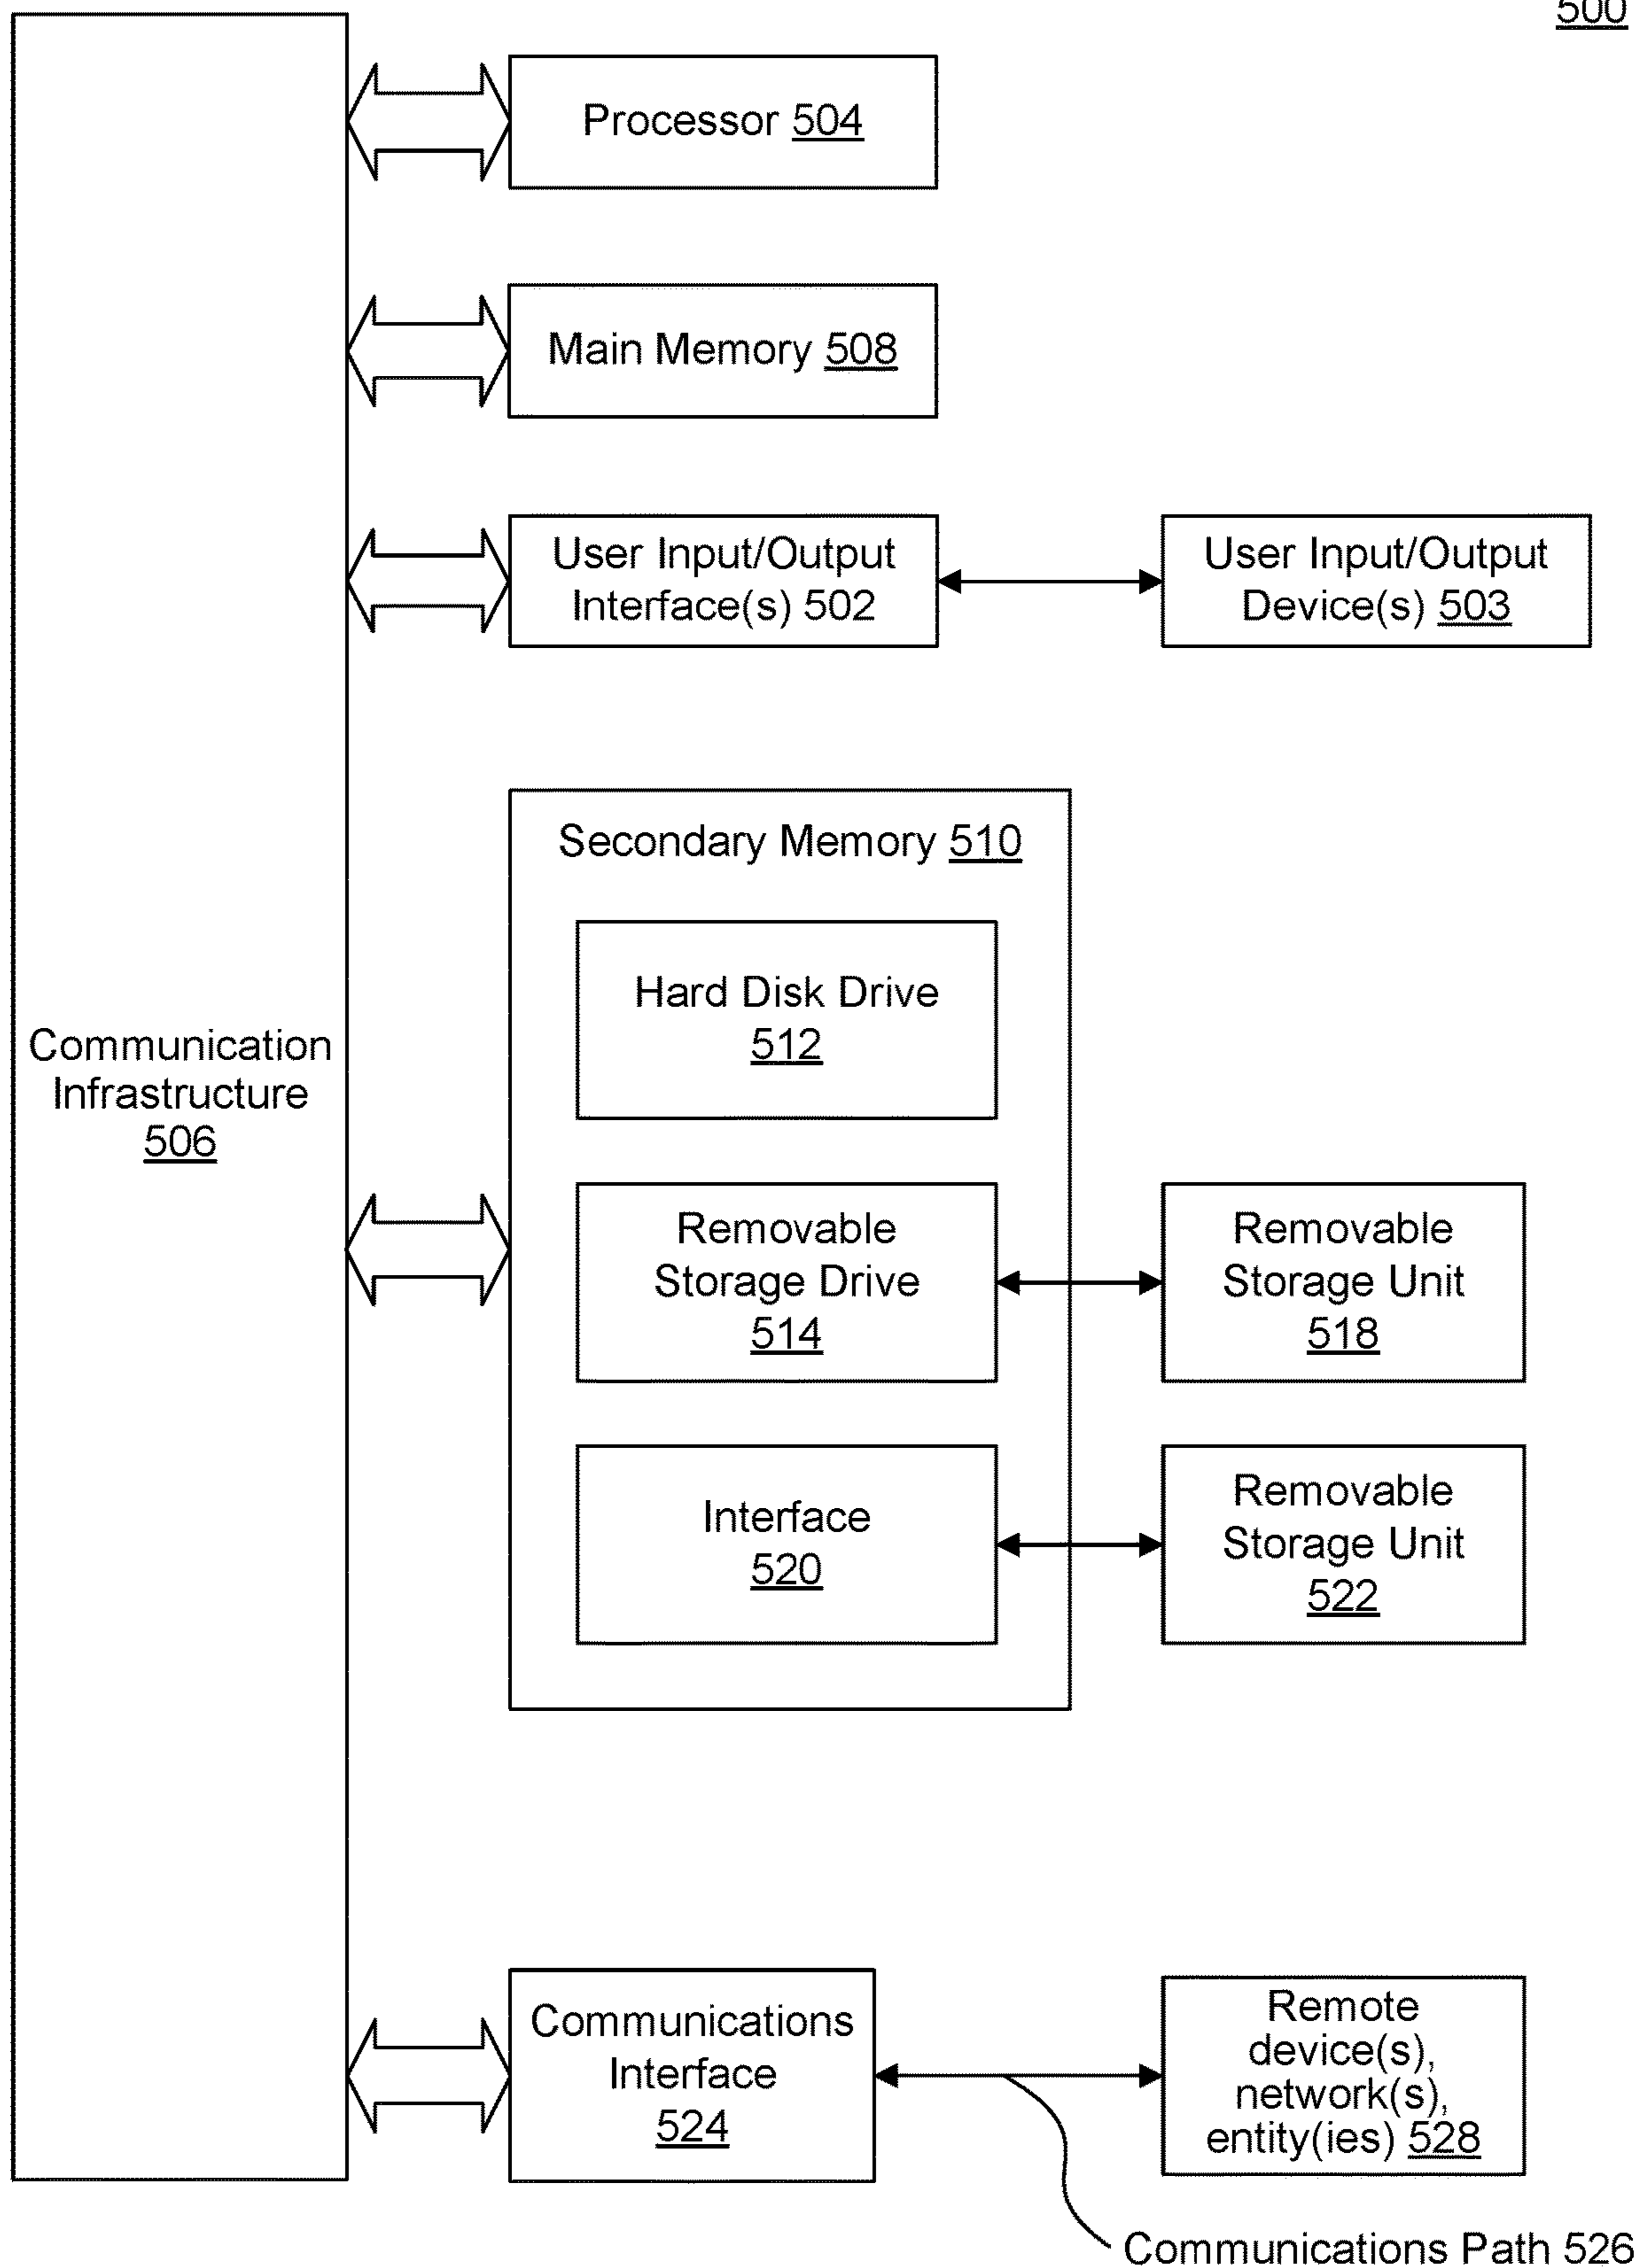 500
Processor 504
Main Memory 508
User Input/Output
Interface(s) 502
User Input/Output
Device(s) 503
Secondary Memory 510
Hard Disk Drive
512
Communication
Infrastructure
506
Removable
Storage Drive
514
Removable
Storage Unit
518
Interface
520
Removable
Storage Unit
522
Communications
Interface
524
Remote
device(s),
network(s),
entity(ies) 528
Communications Path 526